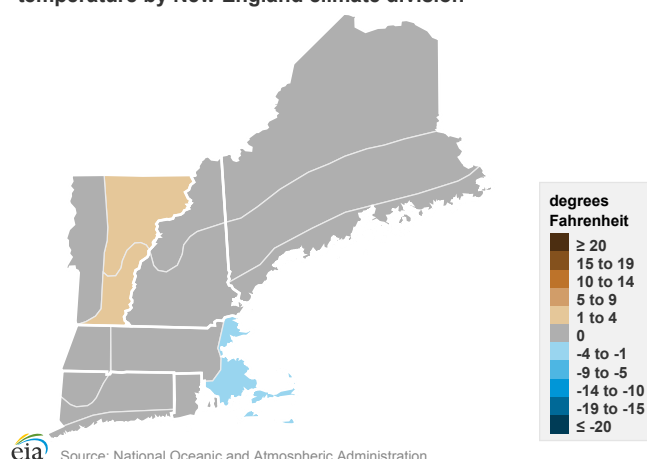 temperature by New England climate division
degrees
Fahrenheit
≥ 20
15 to 19
10 to 14
5 to 9
1 to 4
0
-4 to -1
-9 to -5
-14 to -10
-19 to -15
≤ -20
eia Source: National Oceanic and Atmospheric Administration